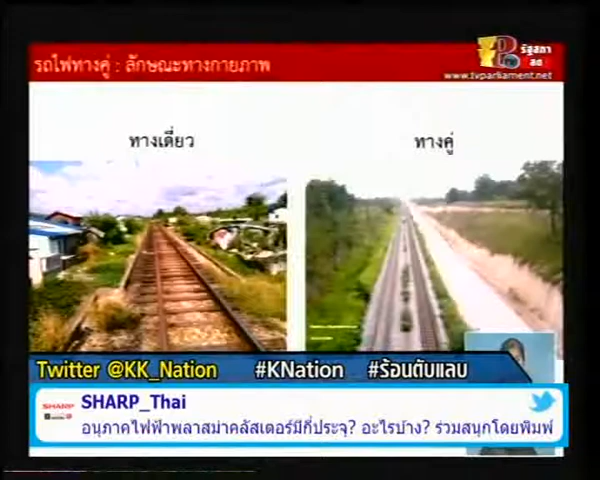 รถไฟทางคู่ : ลักษณะทางกายภาพ
รัฐสภา
สด
www.tvparliament.net
ทางเดี่ยว
ทางคู่
Twitter @KK_Nation #KNation #ร้อนตับแลบ
SHARP
SHARP_Thai
อนุภาคไฟฟ้าพลาสม่าคลัสเตอร์มีกี่ประจุ? อะไรบ้าง? ร่วมสนุกโดยพิมพ์